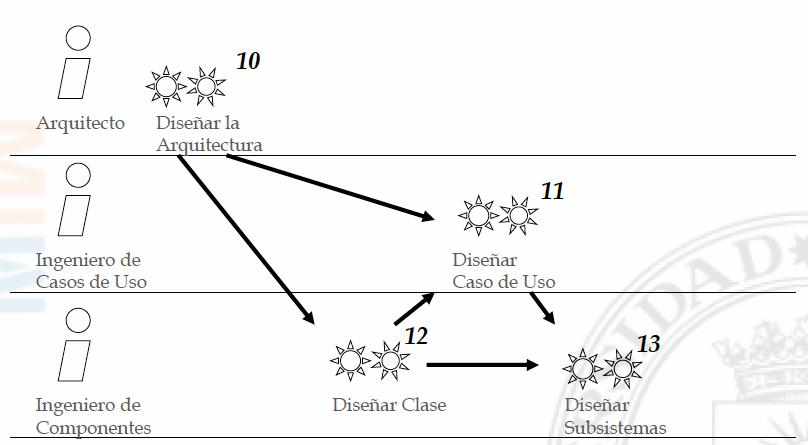 10
Arquitecto
Diseñar la
Arquitectura
11
Ingeniero de
Casos de Uso
Diseñar
Caso de Uso
12
13
Ingeniero de
Componentes
Diseñar Clase
Diseñar
Subsistemas